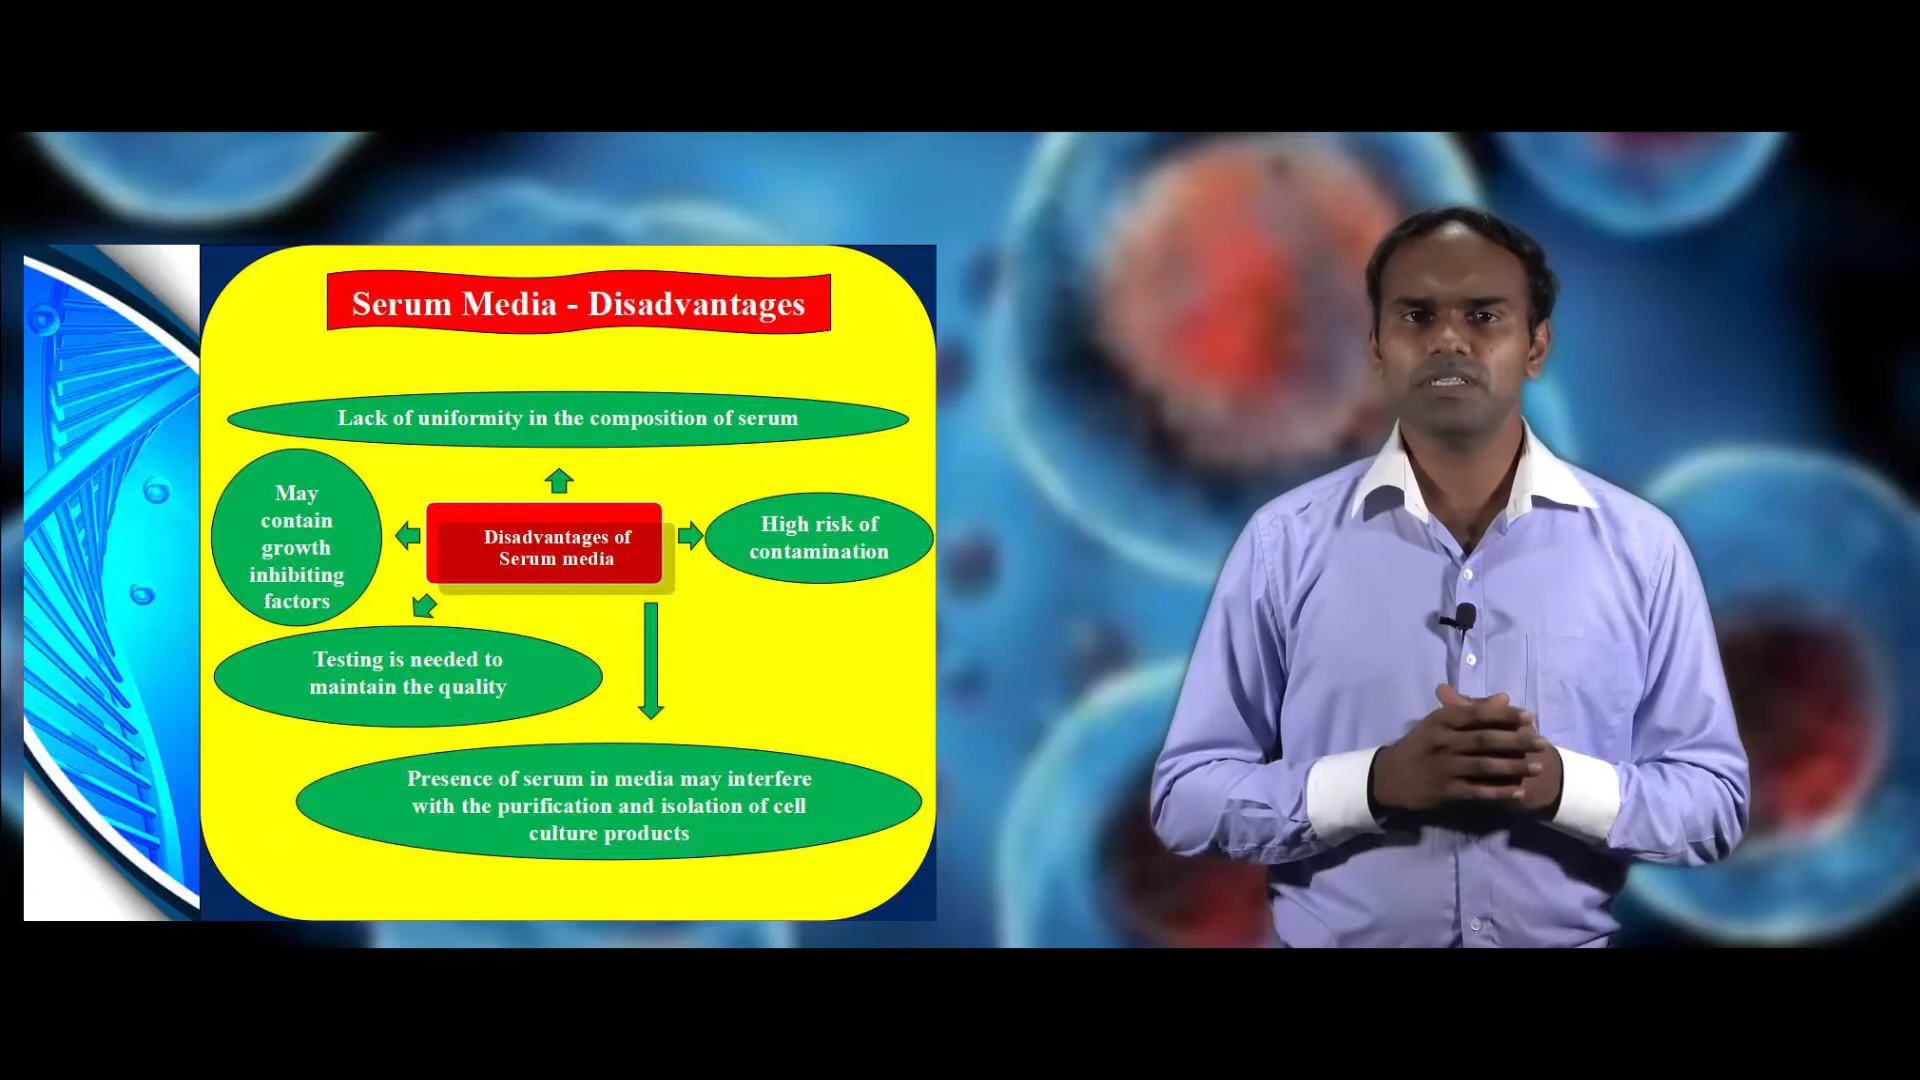 Serum Media - Disadvantages
Lack of uniformity in the composition of serum
May
contain
growth
inhibiting
factors
Disadvantages of
Serum media
High risk of
contamination
Testing is needed to
maintain the quality
Presence of serum in media may interfere
with the purification and isolation of cell
culture products